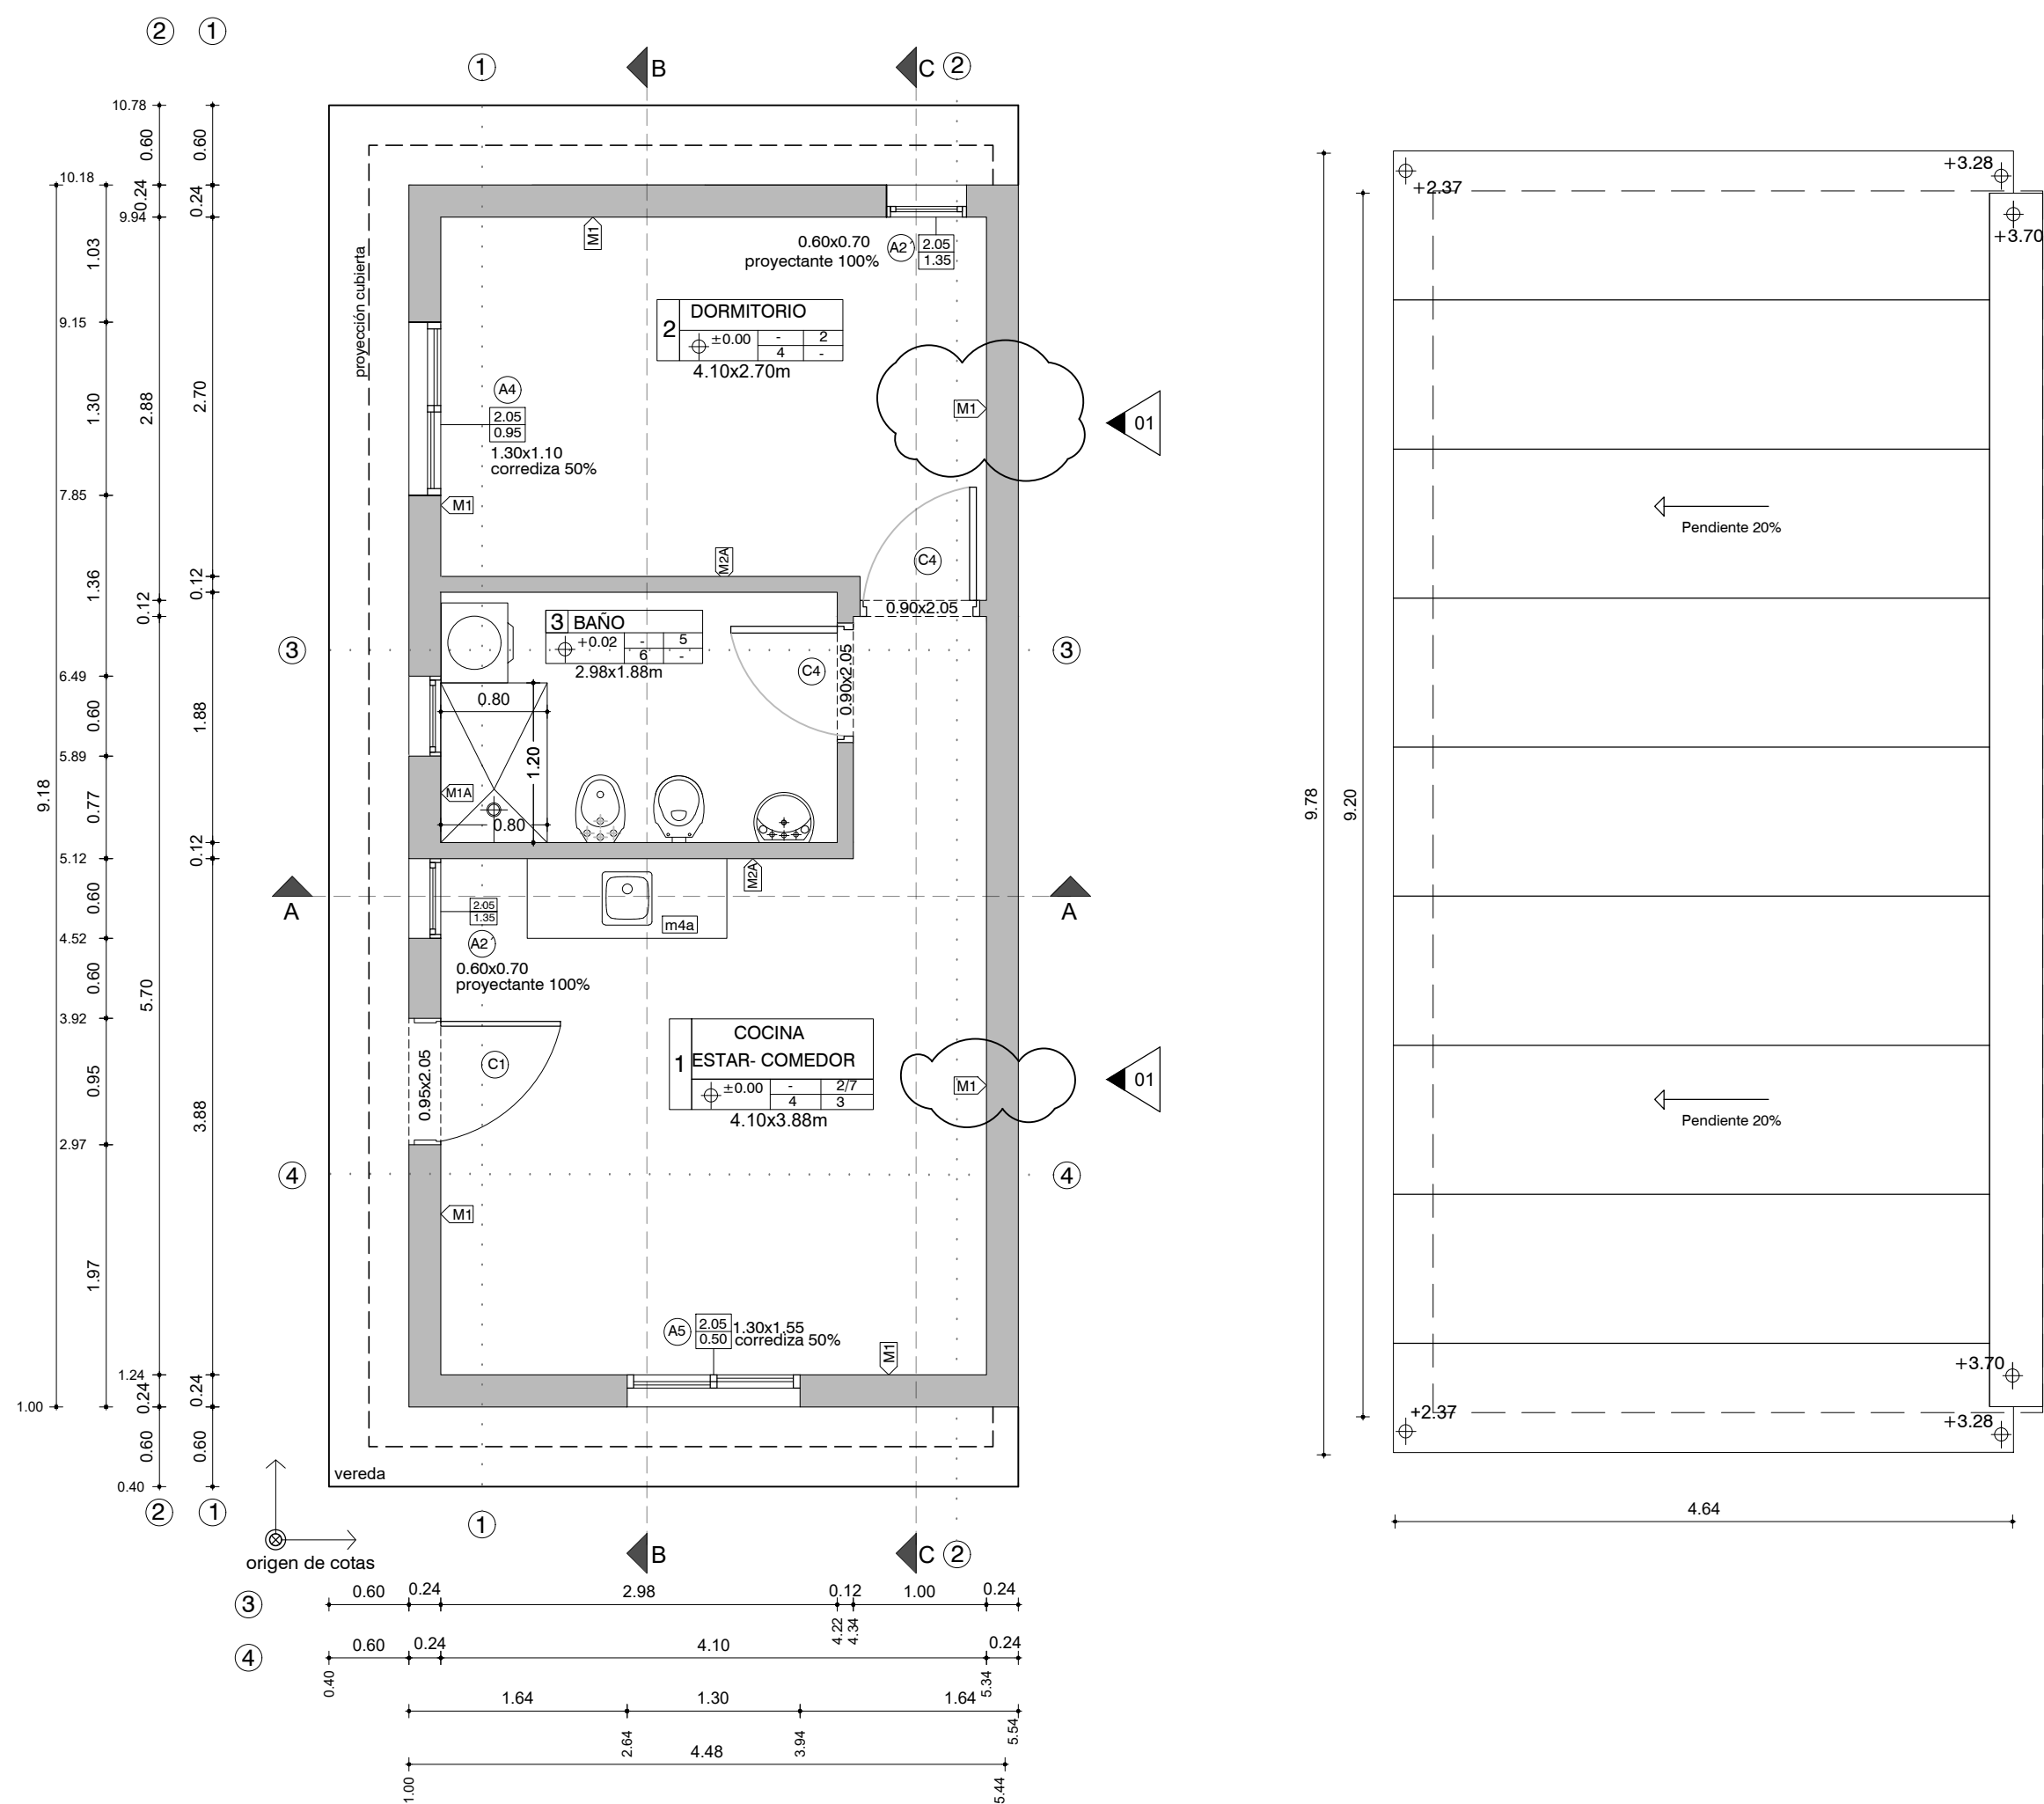 2
1
1
B
C
2
10.78
0.60
0.60
10.18
0.24
0.24
9.94
1.03
9.15
1.30
2.88
2.70
7.85
1.36
0.12
0.12
6.49
0.60
1.88
5.89
9.18
0.77
5.12
0.12
0.60
4.52
0.60
5.70
3.92
0.95
3.88
2.97
1.97
1.24
0.24
0.24
1.00
0.60
0.60
0.40
2
1
proyección cubierta
M1
0.60x0.70
proyectante 100%
A2´
2.05
1.35
2
DORMITORIO
±0.00
-
2
4
-
4.10x2.70m
A4
2.05
0.95
1.30x1.10
corrediza 50%
M1
01
M1
M2A
C4
0.90x2.05
3
3
BAÑO
+0.02
-
5
6
-
2.98x1.88m
C4
0.90x2.05
3
0.80
1.20
M1A
0.80
M2A
A
A
2.05
1.35
A2´
0.60x0.70
proyectante 100%
m4a
1
COCINA
ESTAR- COMEDOR
±0.00
-
2/7
4
3
4.10x3.88m
C1
0.95x2.05
M1
01
4
4
M1
A5
2.05
0.50
1.30x1.55
corrediza 50%
M1
vereda
origen de cotas
1
B
C
2
3
0.60
0.24
2.98
0.12
1.00
0.24
4.22
4.34
4
0.60
0.24
4.10
0.24
0.40
5.34
1.64
1.30
1.64
2.64
3.94
5.54
4.48
1.00
5.44
+2.37
+3.28
+3.70
Pendiente 20%
9.78
9.20
Pendiente 20%
+3.70
+2.37
+3.28
4.64